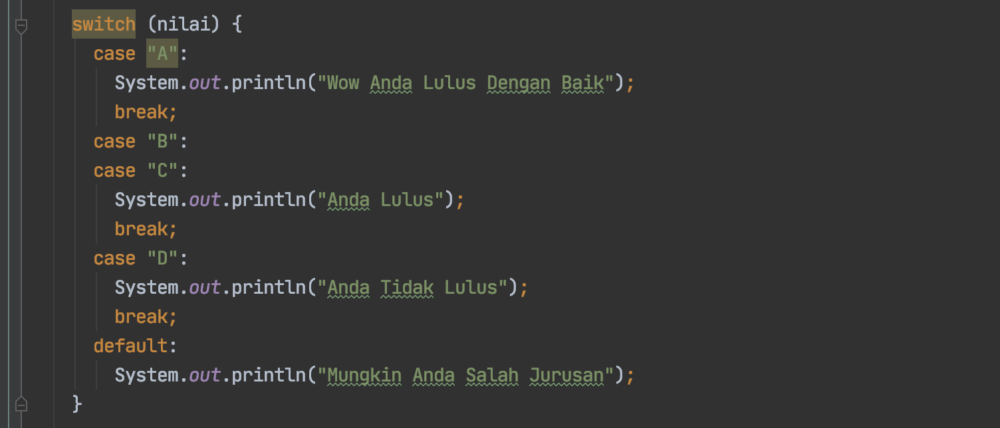 switch (nilai) {
  case "A":
    System.out.println("Wow Anda Lulus Dengan Baik");
    break;
  case "B":
  case "C":
    System.out.println("Anda Lulus");
    break;
  case "D":
    System.out.println("Anda Tidak Lulus");
    break;
  default:
    System.out.println("Mungkin Anda Salah Jurusan");
}